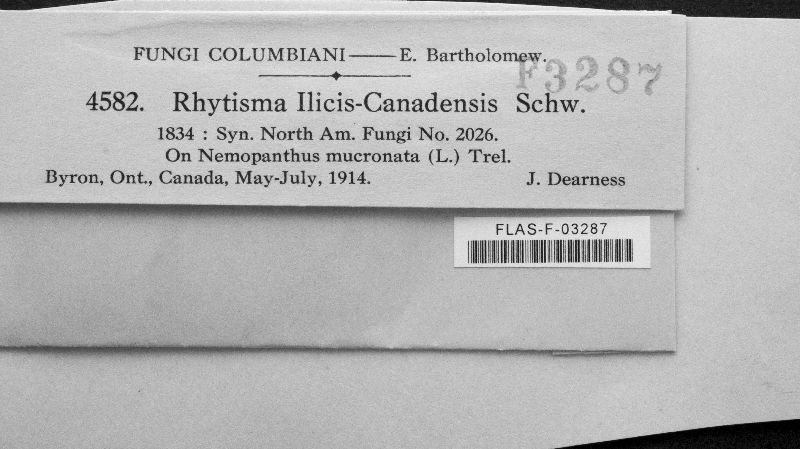 FUNGI COLUMBIANI——E. Bartholomew.
F3287
4582. Rhytisma Ilicis-Canadensis Schw.
1834 : Syn. North Am. Fungi No. 2026.
On Nemopanthus mucronata (L.) Trel.
Byron, Ont., Canada, May-July, 1914. J. Dearness
FLAS-F-03287